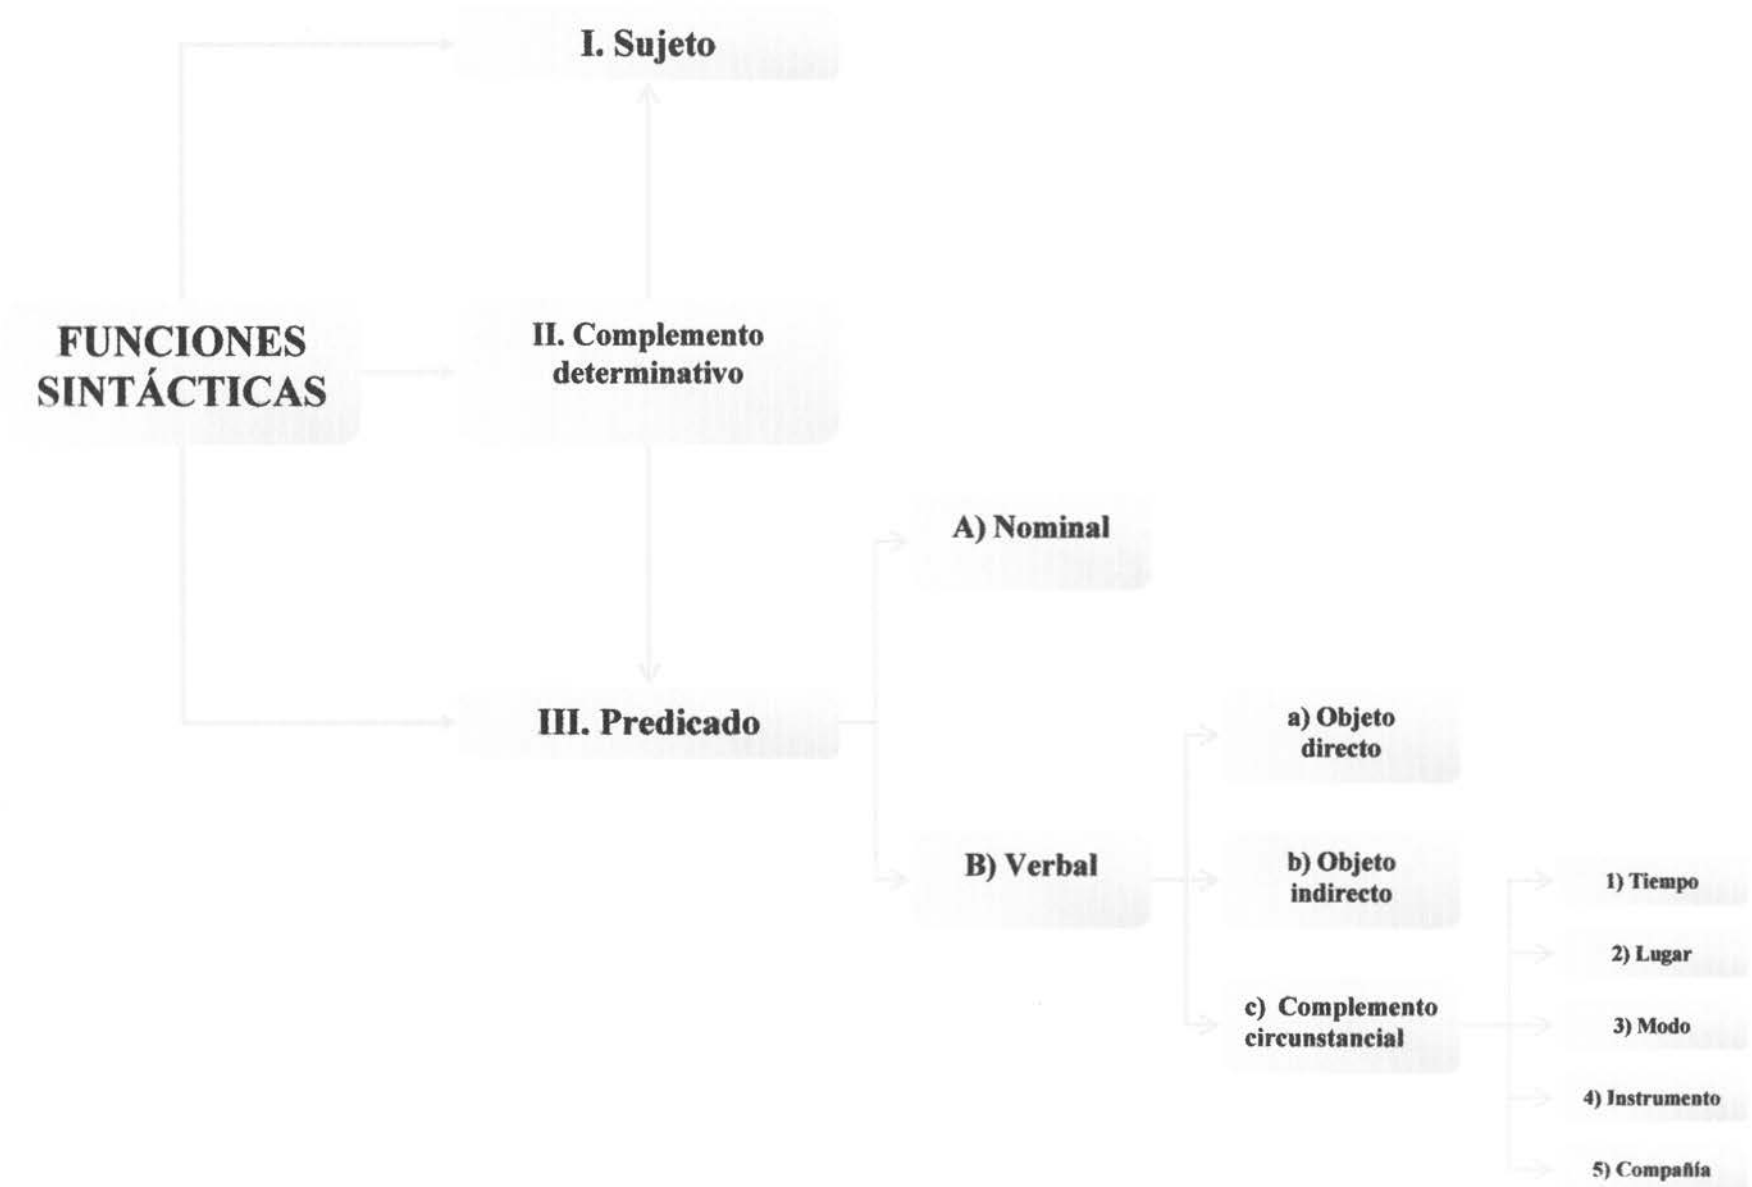 I. Sujeto
FUNCIONES
SINTÁCTICAS
II. Complemento
determinativo
III. Predicado
A) Nominal
B) Verbal
a) Objeto
directo
b) Objeto
indirecto
c) Complemento
circunstancial
1) Tiempo
2) Lugar
3) Modo
4) Instrumento
5) Compañía